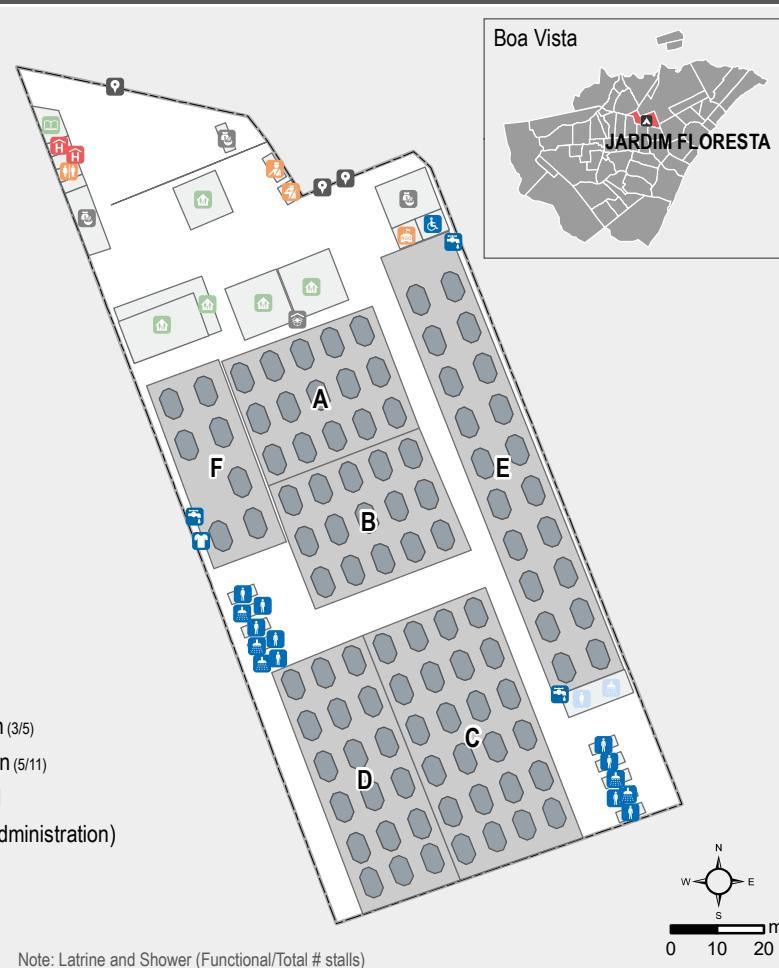 Boa Vista
JARDIM FLORESTA
A
F
E
B
C
D
(3/5)
(5/11)
dministration)
N
W E
S
m
0 10 20
Note: Latrine and Shower (Functional/Total # stalls)